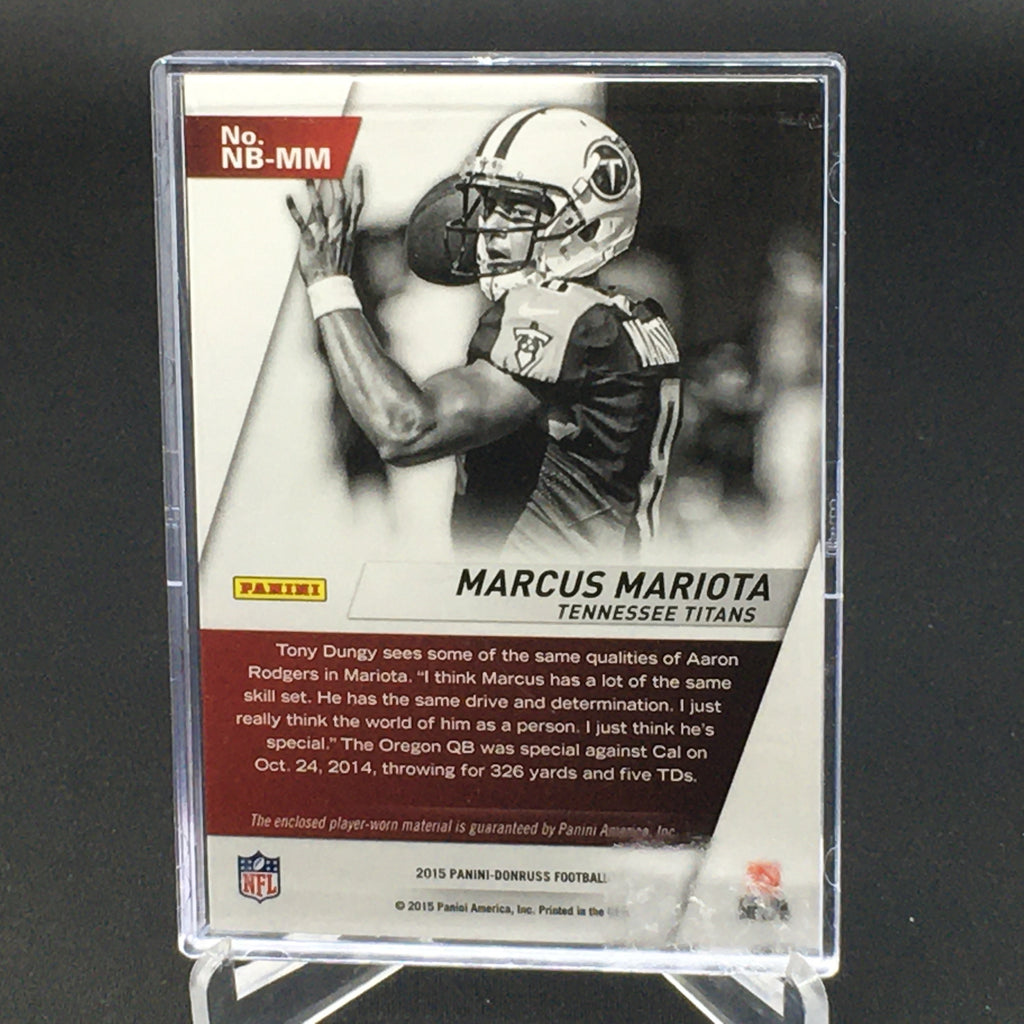 No.
NB-MM
T
PANINI
MARCUS MARIOTA
TENNESSEE TITANS
Tony Dungy sees some of the same qualities of Aaron
Rodgers in Mariota. “I think Marcus has a lot of the same
skill set. He has the same drive and determination. I just
really think the world of him as a person. I just think he's
special.” The Oregon QB was special against Cal on
Oct. 24, 2014, throwing for 326 yards and five TDs.
The enclosed player-worn material is guaranteed by Panini America, Inc.
NFL
2015 PANINI-DONRUSS FOOTBALL
© 2015 Panini America, Inc. Printed in the